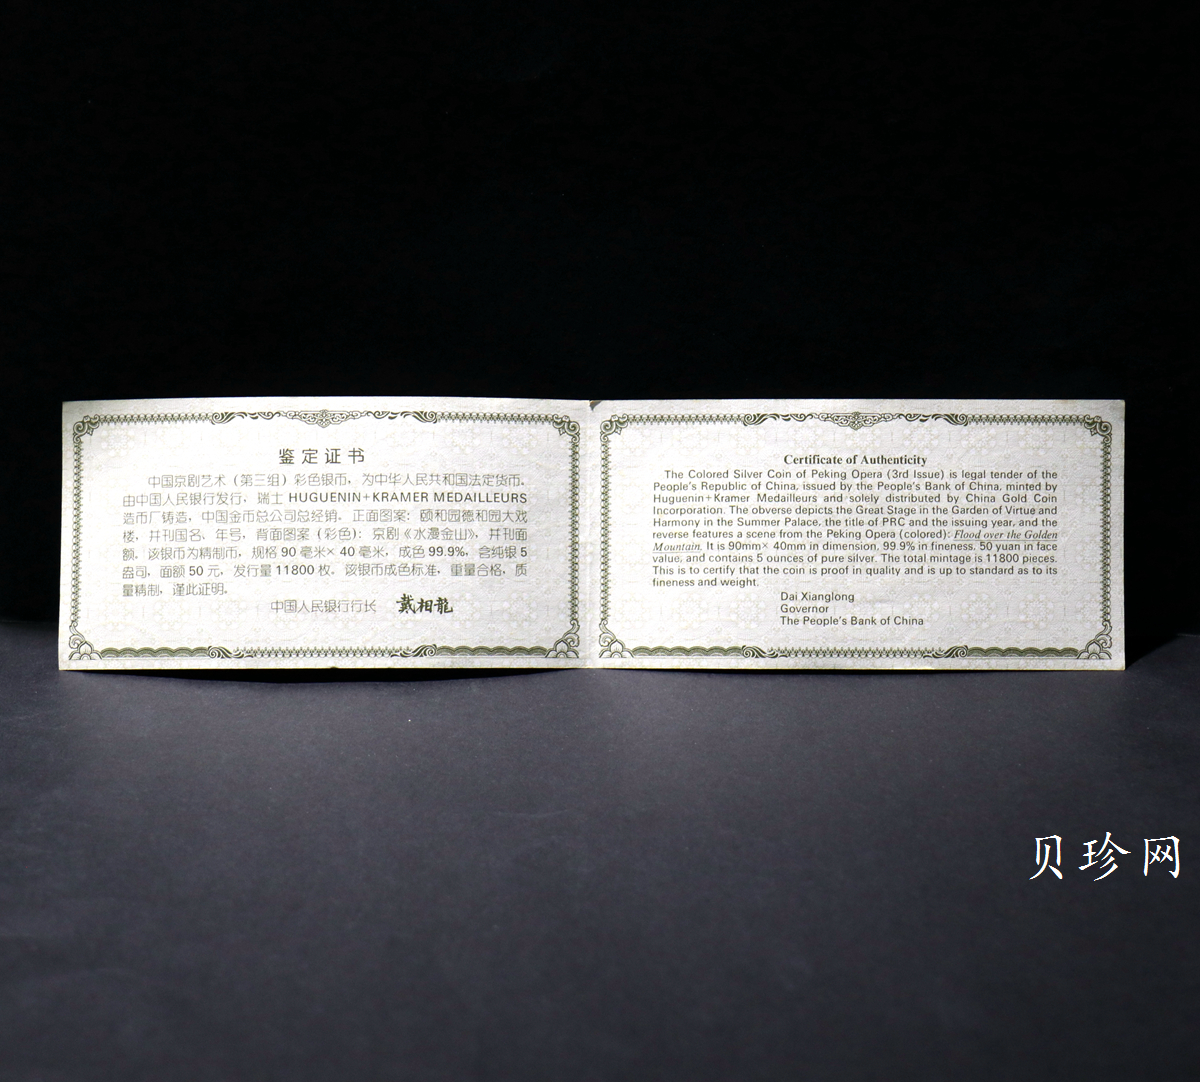 鉴定证书
中国京剧艺术（第三组）彩色银币，为中华人民共和国法定货币。
由中国人民银行发行，瑞士 HUGUENIN+KRAMER MEDAILLEURS
造币厂铸造，中国金币总公司总经销。正面图案：颐和园德和园大戏
楼，并刊国名、年号，背面图案（彩色）：京剧《水漫金山》，并刊面
额。该银币为精制币，规格 90 毫米× 40 毫米，成色 99.9%，含纯银 5
盎司，面额 50 元，发行量 11800 枚。该银币成色标准，重量合格，质
量精制，谨此证明。
中国人民银行行长 戴相龙
Certificate of Authenticity
The Colored Silver Coin of Peking Opera (3rd Issue) is legal tender of the
People's Republic of China, issued by the People's Bank of China, minted by
Huguenin+Kramer Medailleurs and solely distributed by China Gold Coin
Incorporation. The obverse depicts the Great Stage in the Garden of Virtue and
Harmony in the Summer Palace, the title of PRC and the issuing year, and the
reverse features a scene from the Peking Opera (colored): Flood over the Golden
Mountain. It is 90mm× 40mm in dimension, 99.9% in fineness, 50 yuan in face
value, and contains 5 ounces of pure silver. The total mintage is 11800 pieces.
This is to certify that the coin is proof in quality and is up to standard as to its
fineness and weight.
Dai Xianglong
Governor
The People's Bank of China
贝珍网